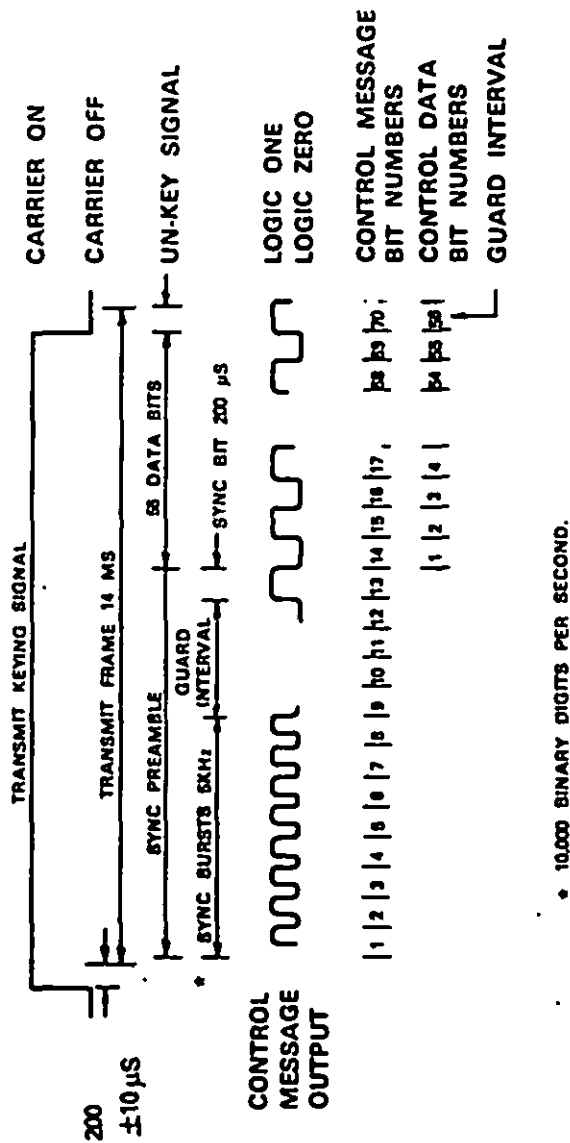 TRANSMIT KEYING SIGNAL
CARRIER ON
CARRIER OFF
200
±10µS
TRANSMIT FRAME 14 MS
UN-KEY SIGNAL
SYNC PREAMBLE
56 DATA BITS
*
SYNC BURSTS 5KHz
GUARD
INTERVAL
SYNC BIT 200 µS
CONTROL
MESSAGE
OUTPUT
LOGIC ONE
LOGIC ZERO
1 2 3 4 5 6 7 8 9 10 11 12 13 14 15 16 17 68 69 70
CONTROL MESSAGE
BIT NUMBERS
1 2 3 4 54 55 56
CONTROL DATA
BIT NUMBERS
GUARD INTERVAL
* 10,000 BINARY DIGITS PER SECOND.